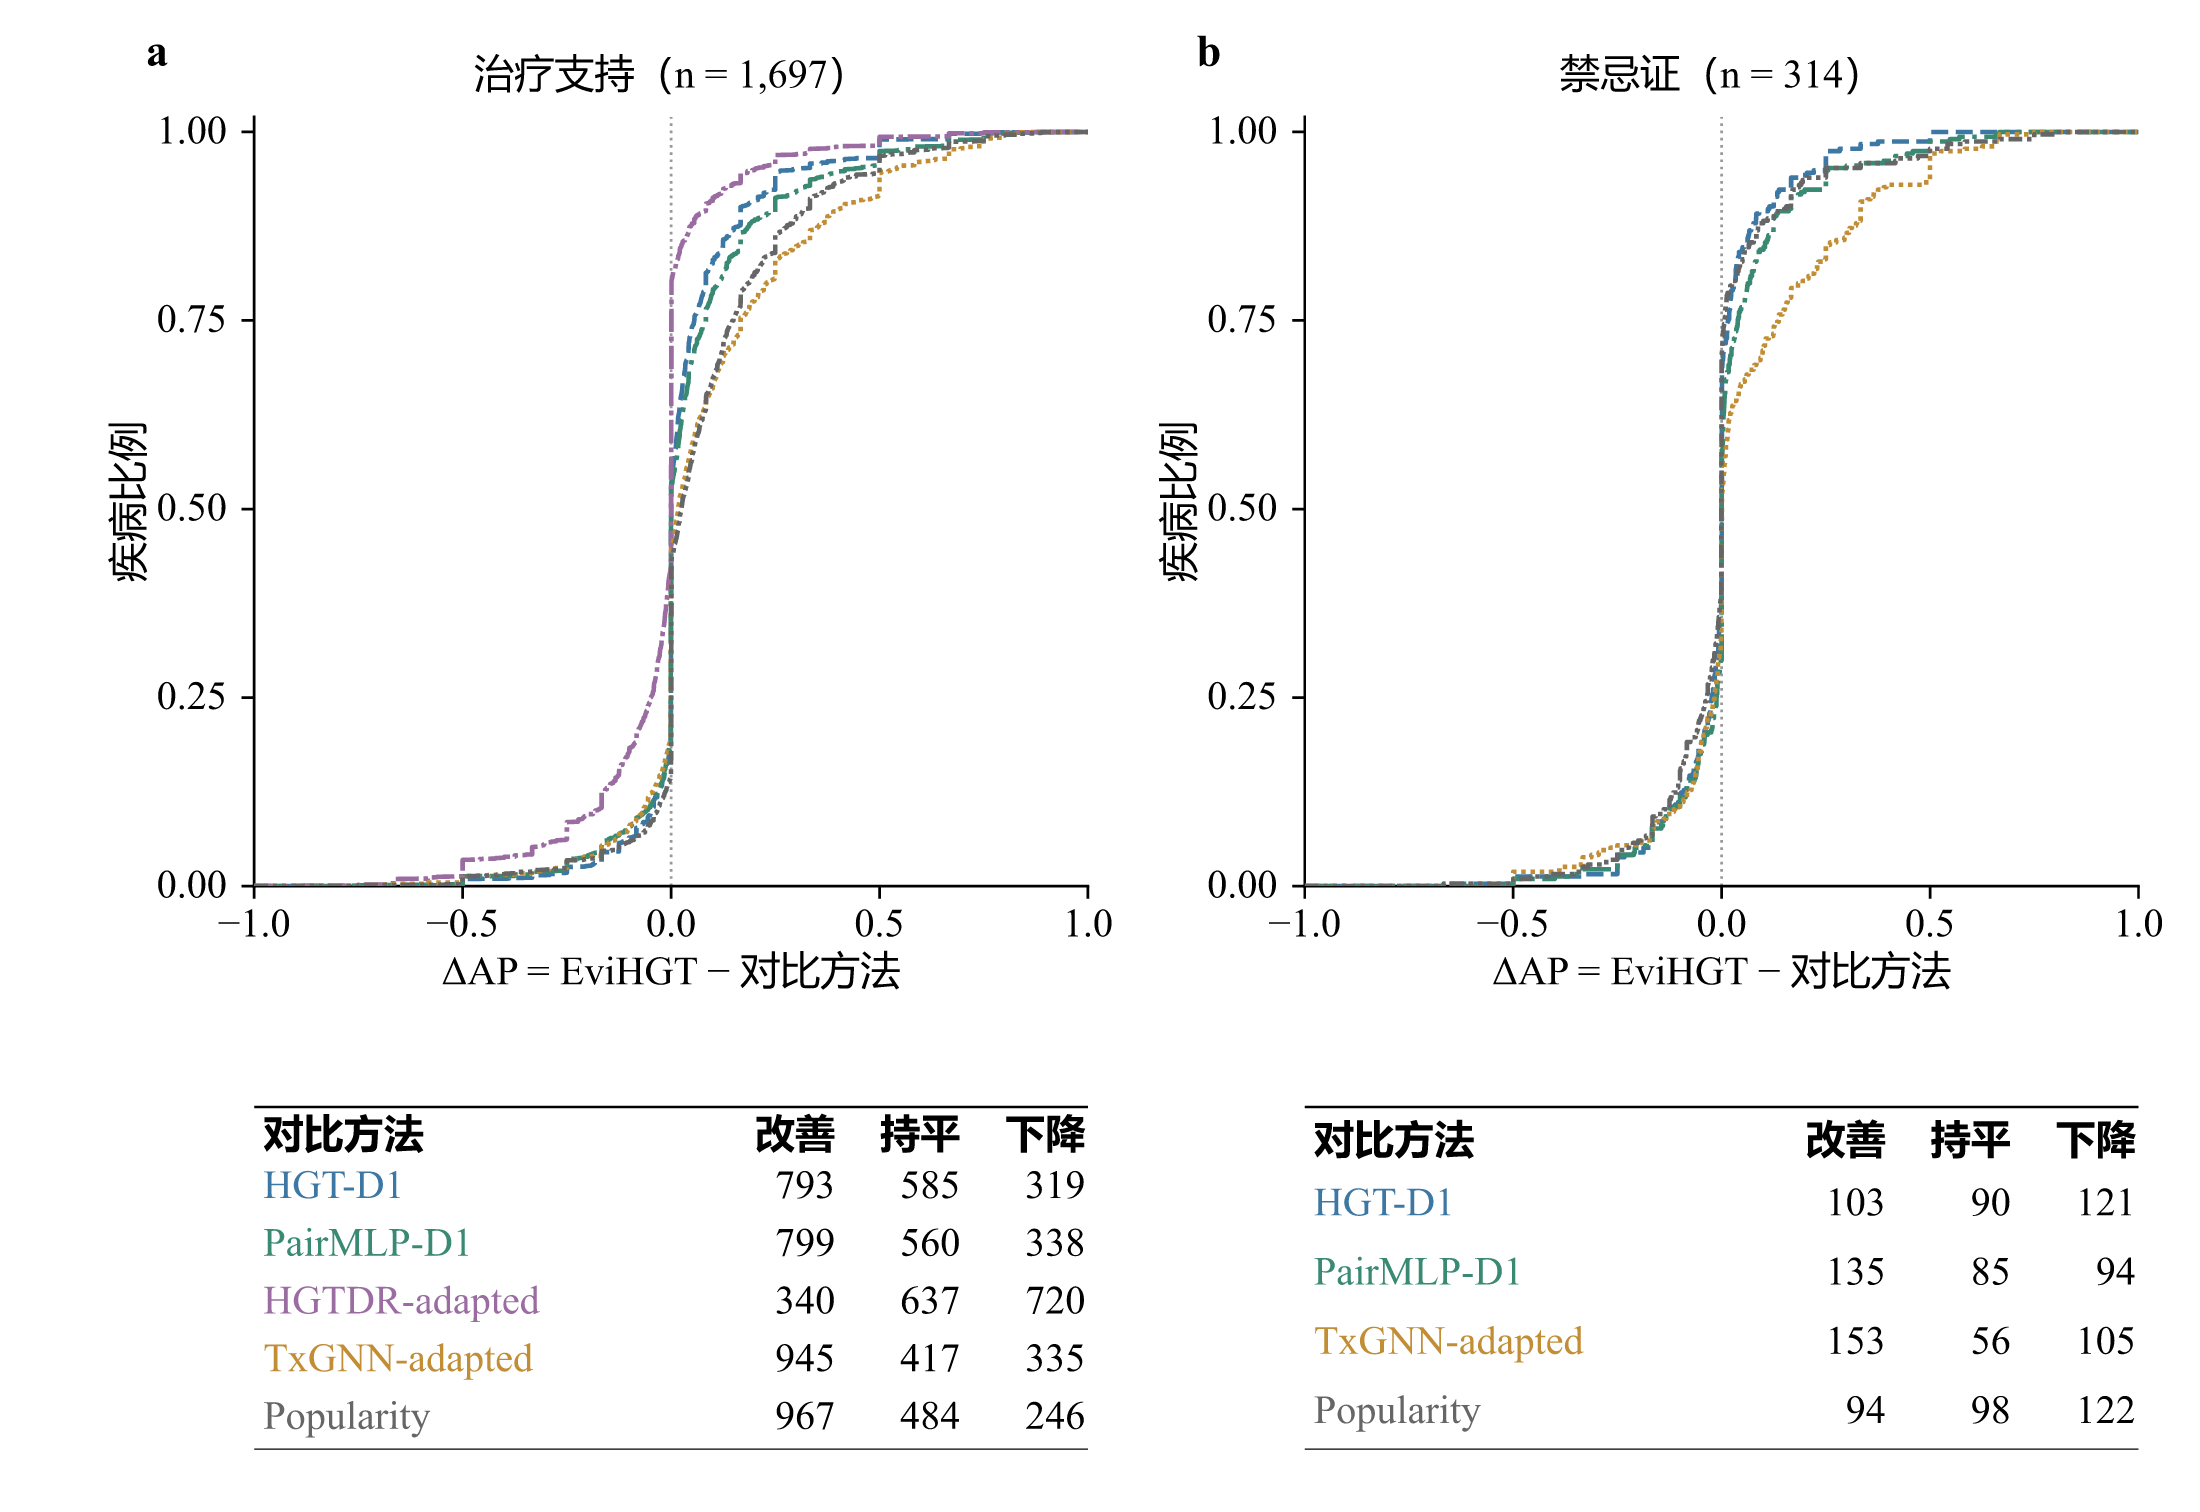 a
治疗支持（n = 1,697）
1.00
0.75
0.50
0.25
0.00
疾病比例
−1.0 −0.5 0.0 0.5 1.0
ΔAP = EviHGT − 对比方法
对比方法 改善 持平 下降
HGT-D1 793 585 319
PairMLP-D1 799 560 338
HGTDR-adapted 340 637 720
TxGNN-adapted 945 417 335
Popularity 967 484 246
b
禁忌证（n = 314）
1.00
0.75
0.50
0.25
0.00
疾病比例
−1.0 −0.5 0.0 0.5 1.0
ΔAP = EviHGT − 对比方法
对比方法 改善 持平 下降
HGT-D1 103 90 121
PairMLP-D1 135 85 94
TxGNN-adapted 153 56 105
Popularity 94 98 122